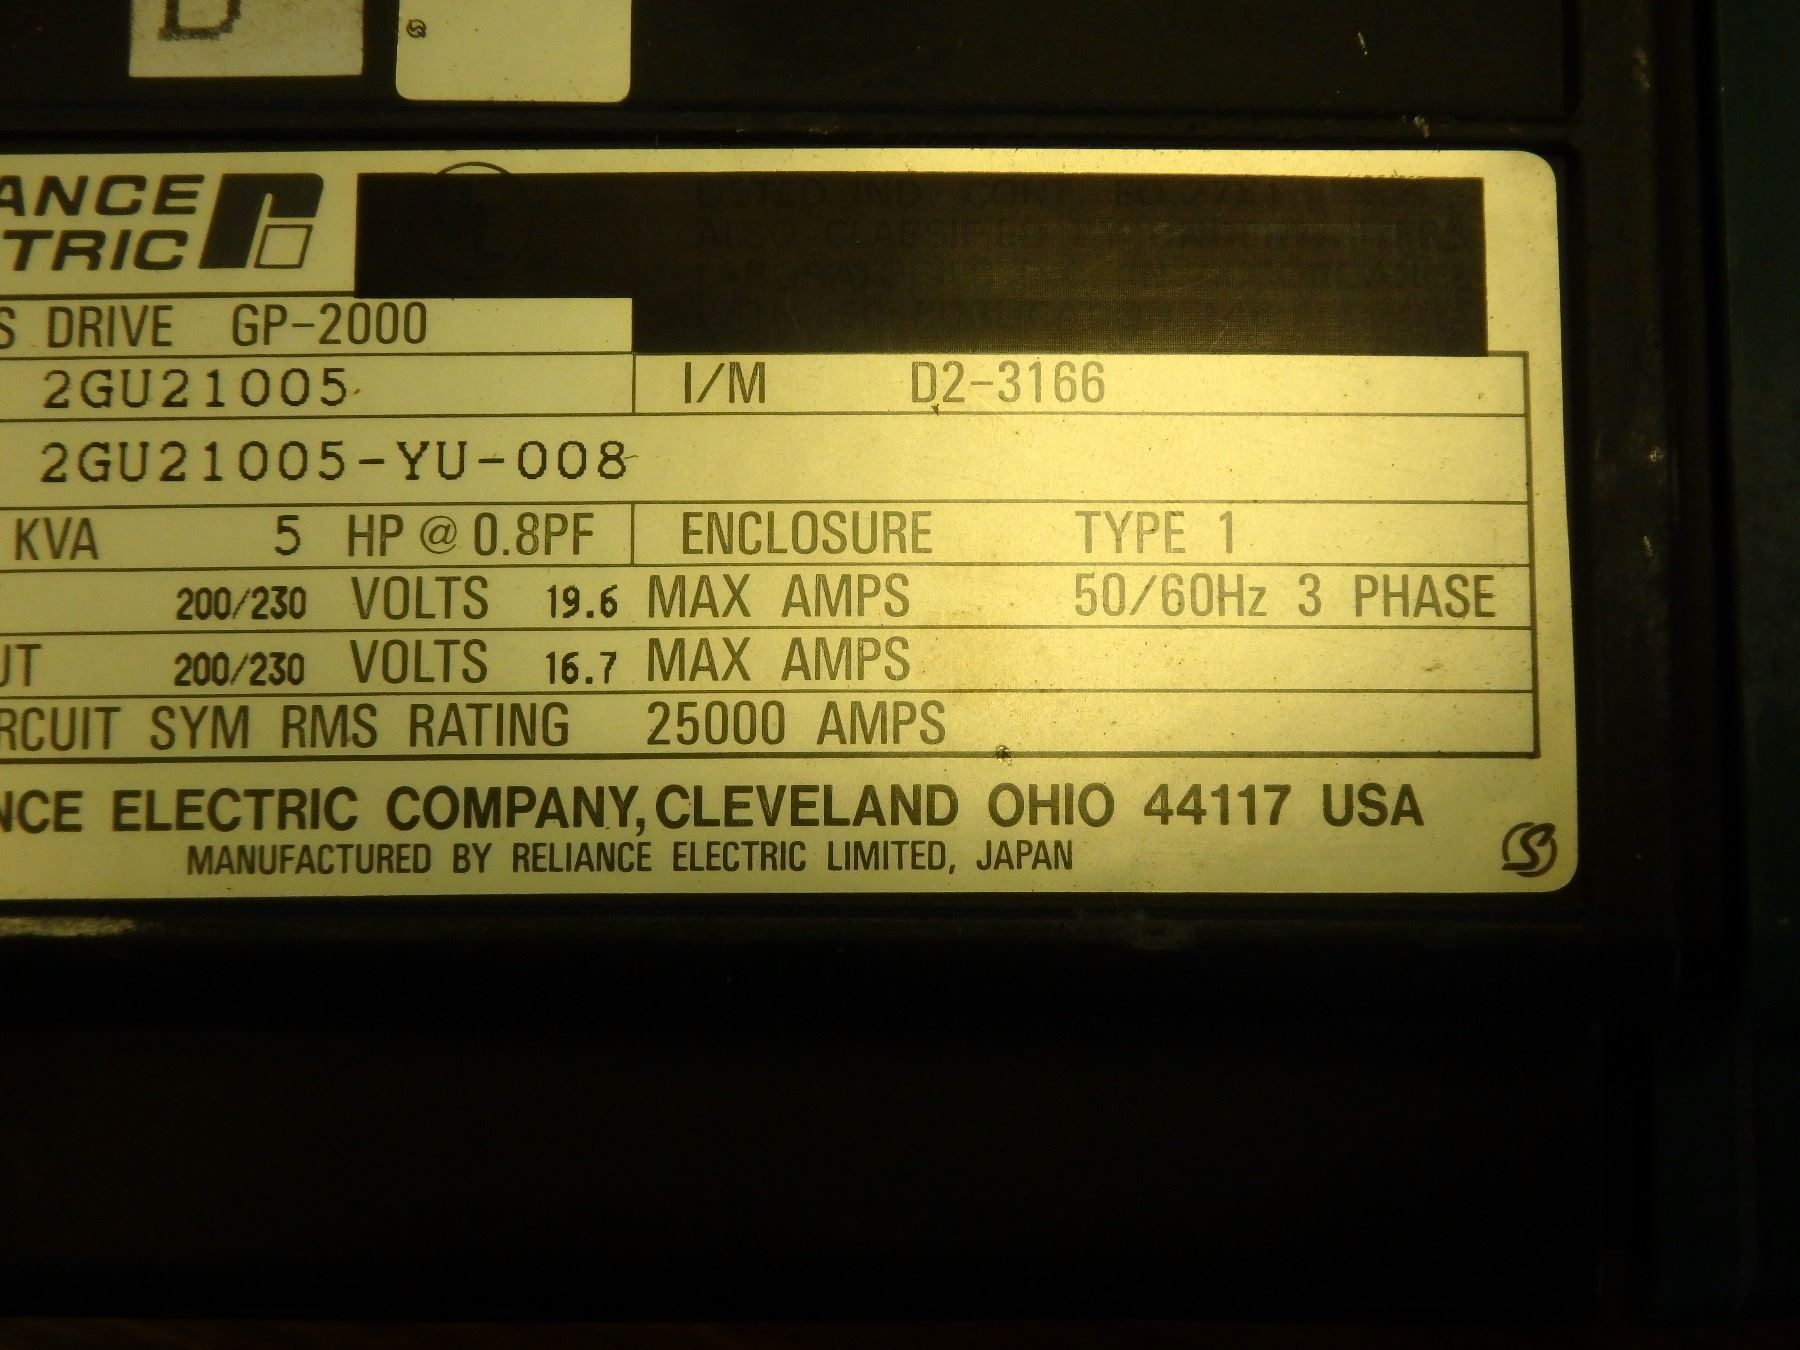 D
ANCE
TRIC
S DRIVE GP-2000
2GU21005 I/M D2-3166
2GU21005-YU-008
KVA 5 HP @ 0.8PF ENCLOSURE TYPE 1
200/230 VOLTS 19.6 MAX AMPS 50/60Hz 3 PHASE
UT 200/230 VOLTS 16.7 MAX AMPS
RCUIT SYM RMS RATING 25000 AMPS
NCE ELECTRIC COMPANY, CLEVELAND OHIO 44117 USA
MANUFACTURED BY RELIANCE ELECTRIC LIMITED, JAPAN